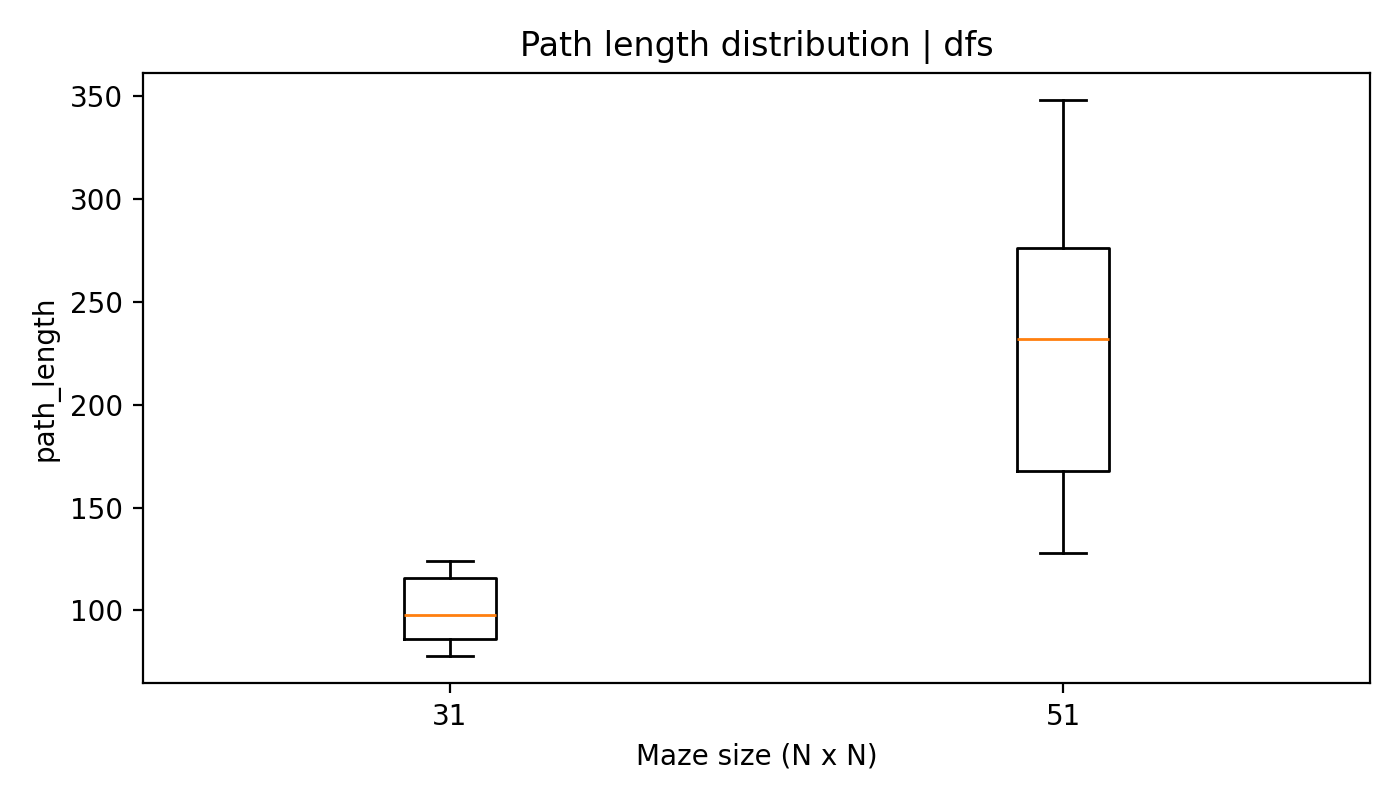 Path length distribution | dfs
path_length
350
300
250
200
150
100
31
51
Maze size (N x N)